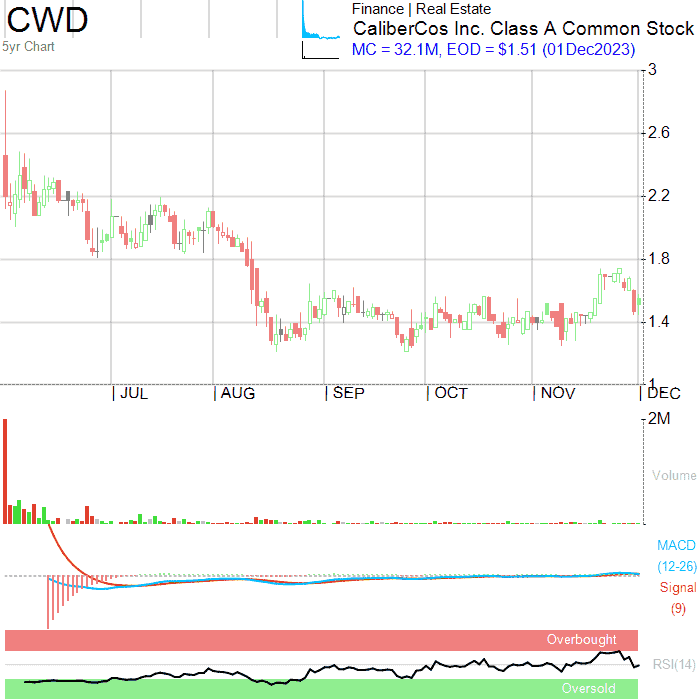 CWD
5yr Chart
Finance | Real Estate
CaliberCos Inc. Class A Common Stock
MC = 32.1M, EOD = $1.51 (01Dec2023)
3
2.6
2.2
1.8
1.4
1
JUL AUG SEP OCT NOV DEC
2M
Volume
MACD
(12-26)
Signal
(9)
Overbought
RSI(14)
Oversold